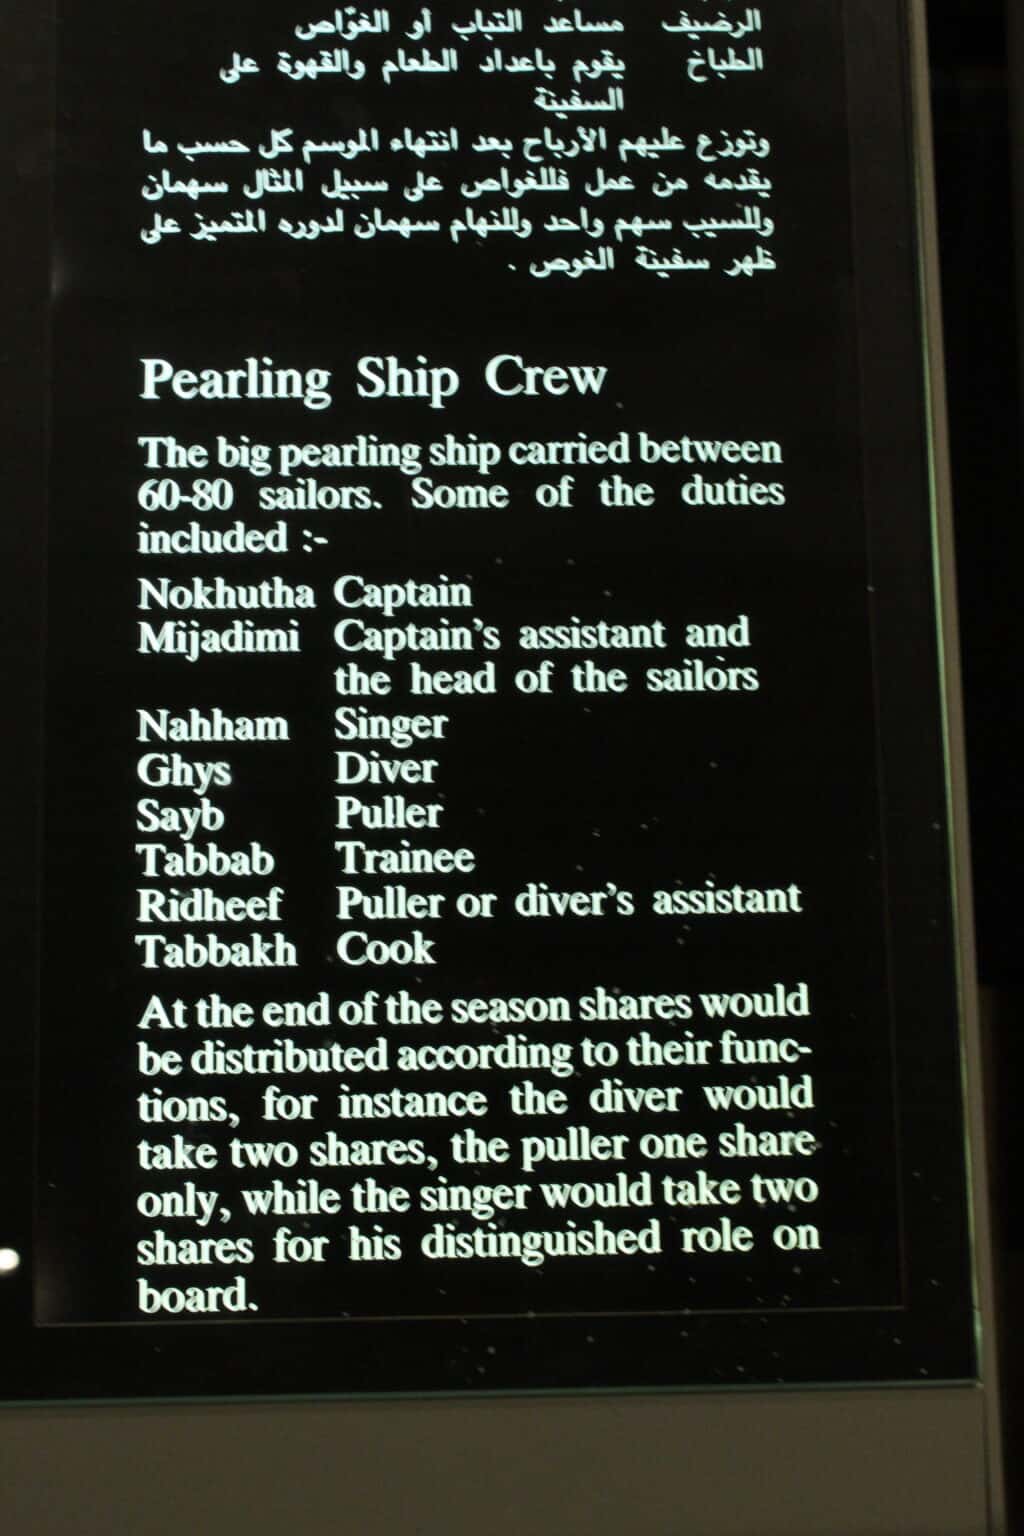 الرضيف مساعد التباب أو الغوّاص
الطباخ يقوم بإعداد الطعام والقهوة على
السفينة
وتوزع عليهم الأرباح بعد انتهاء الموسم كل حسب ما
يقدمه من عمل فللغواص على سبيل المثال سهمان
وللسيب سهم واحد وللنهام سهمان لدوره المتميز على
ظهر سفينة الغوص .
Pearling Ship Crew
The big pearling ship carried between
60-80 sailors. Some of the duties
included :-
Nokhutha Captain
Mijadimi Captain's assistant and
the head of the sailors
Nahham Singer
Ghys Diver
Sayb Puller
Tabbab Trainee
Ridheef Puller or diver's assistant
Tabbakh Cook
At the end of the season shares would
be distributed according to their func-
tions, for instance the diver would
take two shares, the puller one share
only, while the singer would take two
shares for his distinguished role on
board.